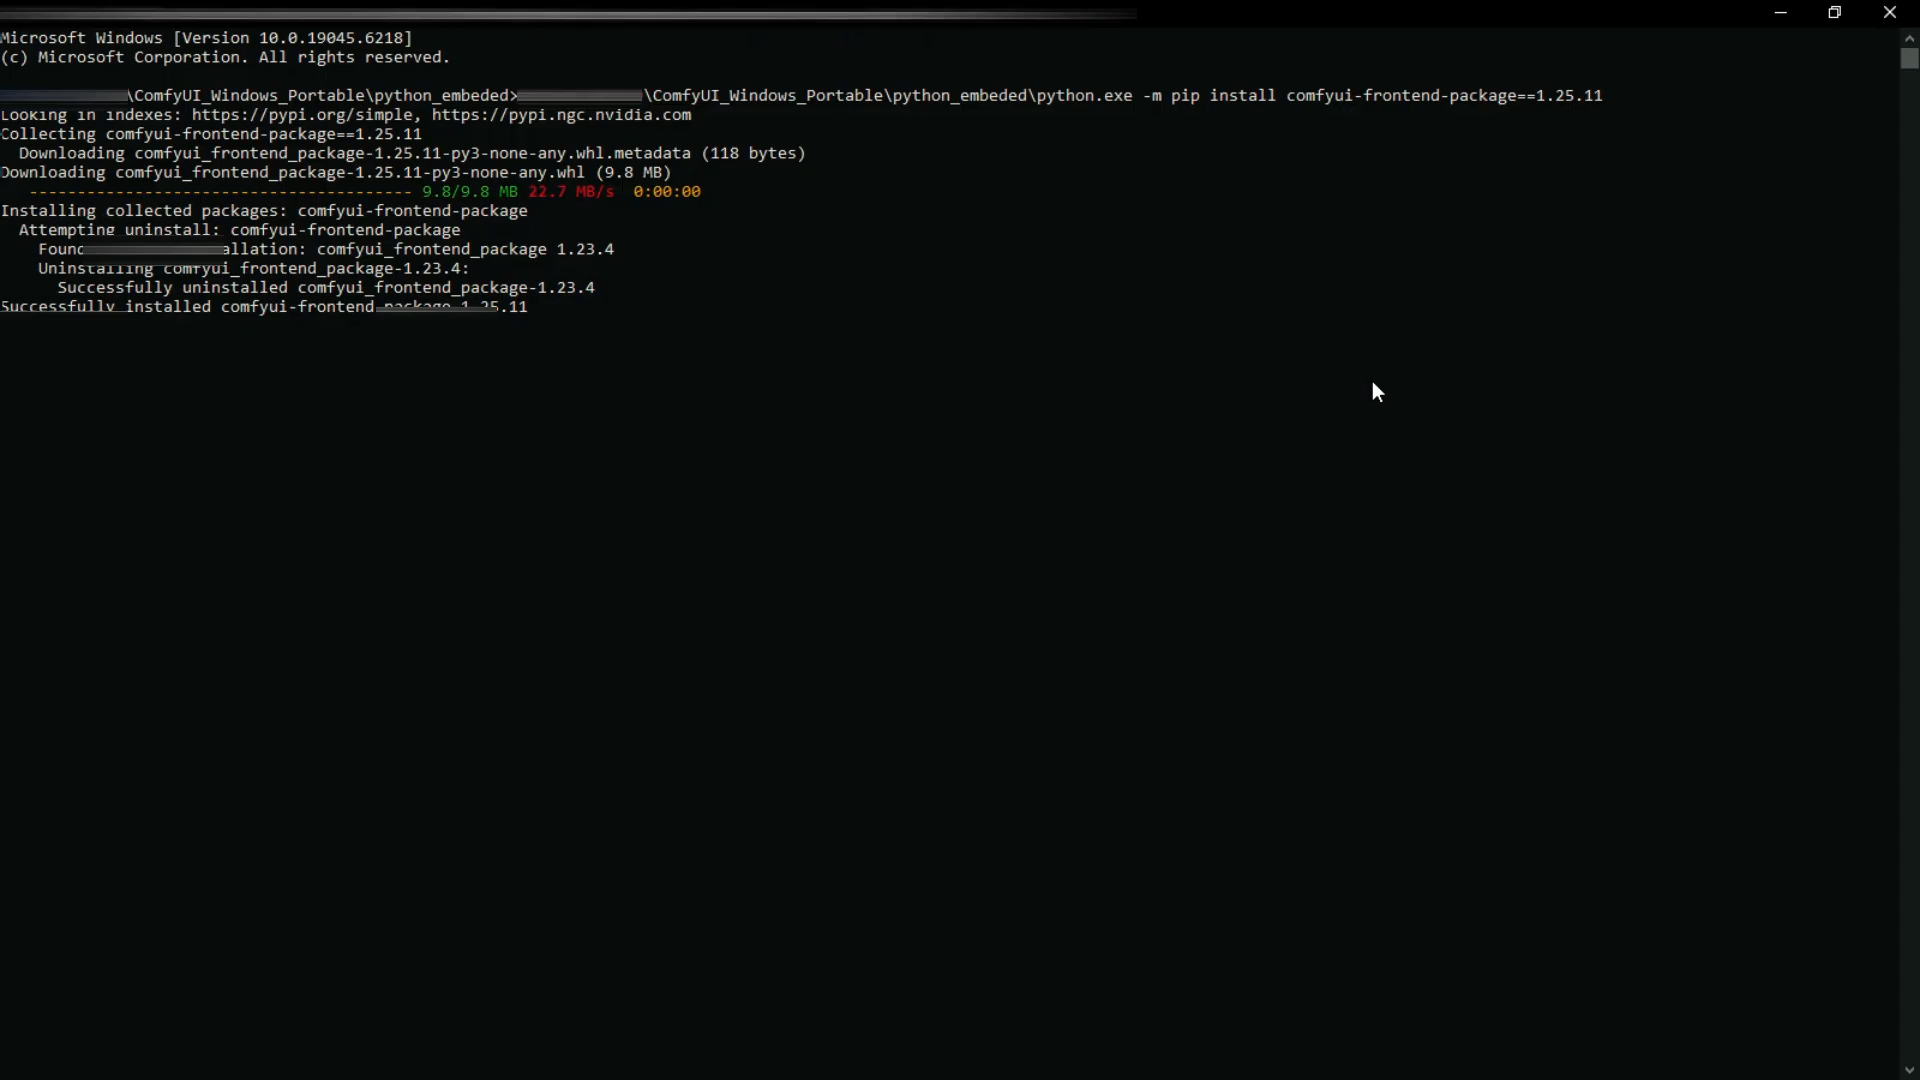 Microsoft Windows [Version 10.0.19045.6218]
(c) Microsoft Corporation. All rights reserved.
\ComfyUI_Windows_Portable\python_embeded> \ComfyUI_Windows_Portable\python_embeded\python.exe -m pip install comfyui-frontend-package==1.25.11
Looking in indexes: https://pypi.org/simple, https://pypi.ngc.nvidia.com
Collecting comfyui-frontend-package==1.25.11
Downloading comfyui_frontend_package-1.25.11-py3-none-any.whl.metadata (118 bytes)
Downloading comfyui_frontend_package-1.25.11-py3-none-any.whl (9.8 MB)
---------------------------------------- 9.8/9.8 MB 22.7 MB/s 0:00:00
Installing collected packages: comfyui-frontend-package
Attempting uninstall: comfyui-frontend-package
Found allation: comfyui_frontend_package 1.23.4
Uninstalling comfyui_frontend_package-1.23.4:
Successfully uninstalled comfyui_frontend_package-1.23.4
Successfully installed comfyui-frontend-package-1.25.11